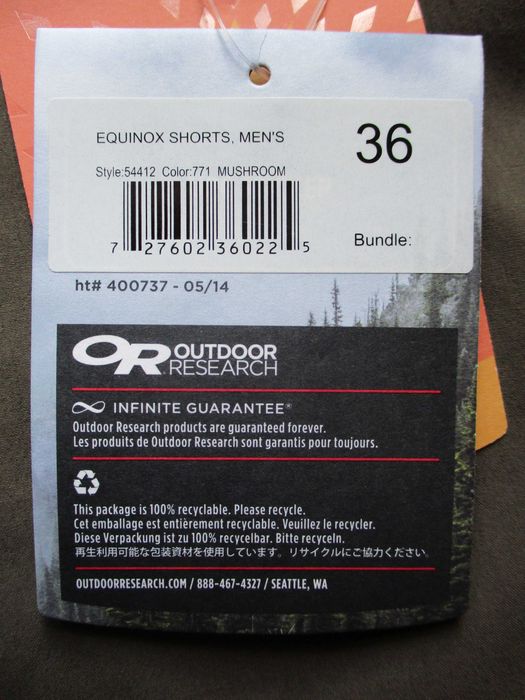 EQUINOX SHORTS, MEN'S
36
Style:54412 Color:771 MUSHROOM
7 27602 36022 5
Bundle:
ht# 400737 - 05/14
OR OUTDOOR
RESEARCH
INFINITE GUARANTEE®
Outdoor Research products are guaranteed forever.
Les produits de Outdoor Research sont garantis pour toujours.
This package is 100% recyclable. Please recycle.
Cet emballage est entièrement recyclable. Veuillez le recycler.
Diese Verpackung ist zu 100% recycelbar. Bitte recyceln.
再生利用可能な包装資材を使用しています。リサイクルにご協力ください。
OUTDOORRESEARCH.COM / 888-467-4327 / SEATTLE, WA